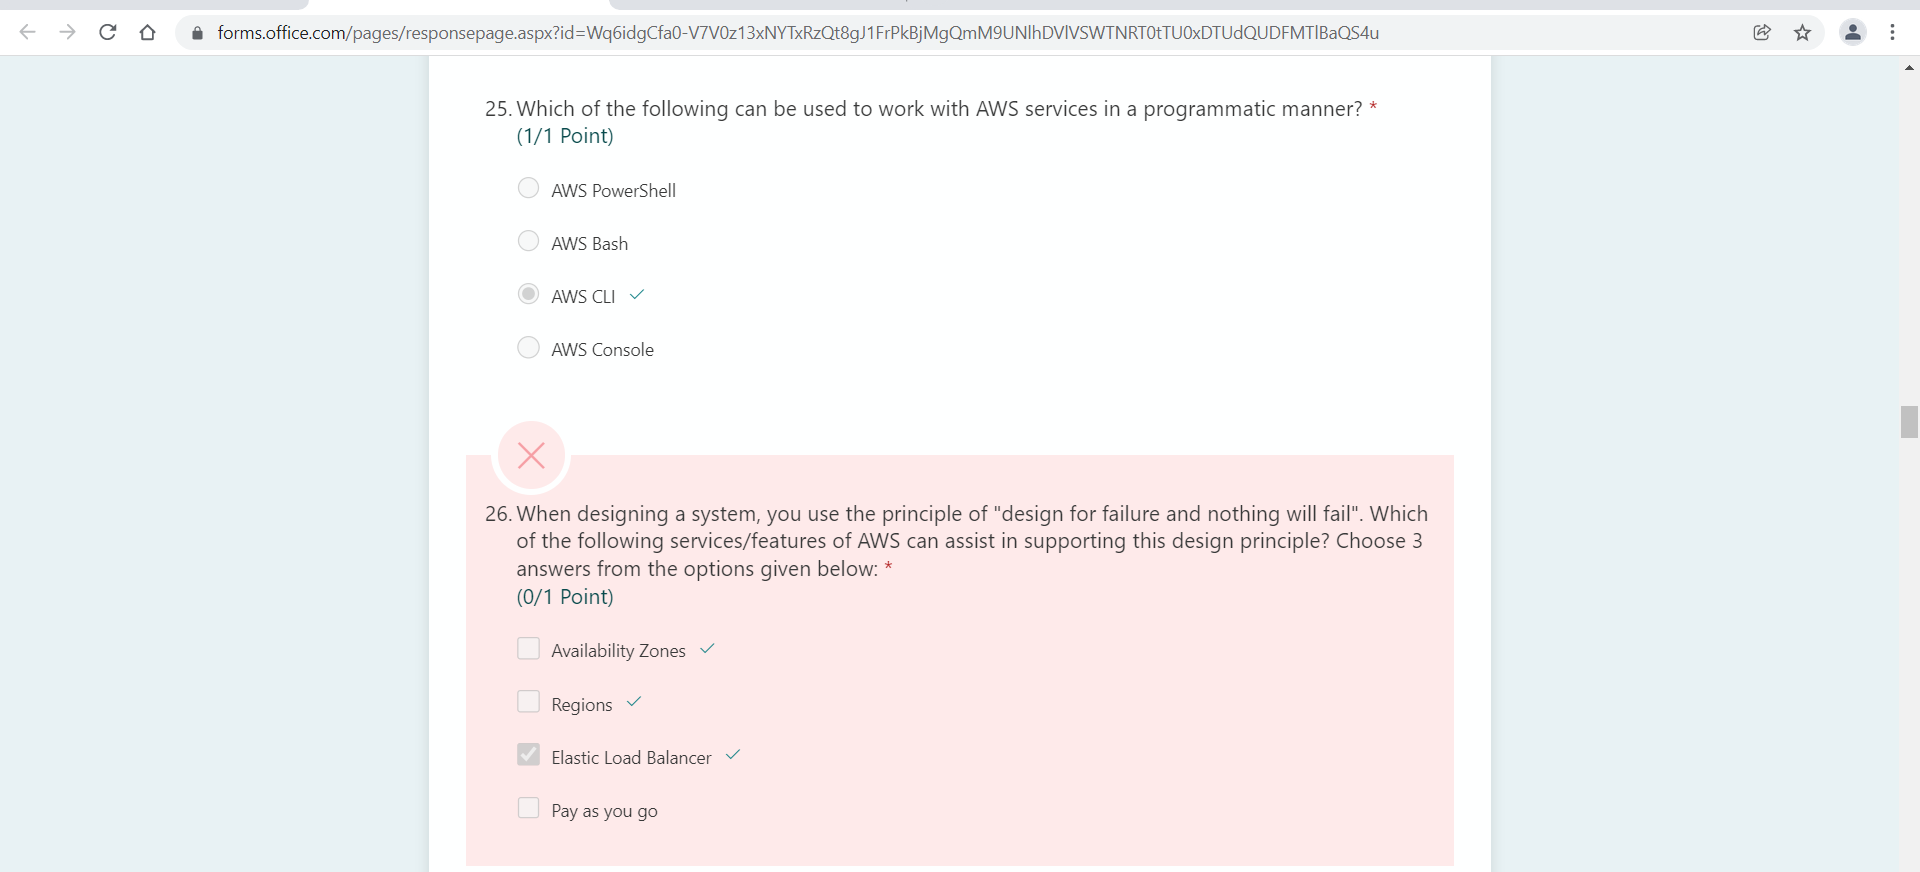 forms.office.com/pages/responsepage.aspx?id=Wq6idgCfa0-V7V0z13xNYTxRzQt8gJ1FrPkBjMgQmM9UNlhDVlVSWTNRT0tTU0xDTUdQUDFMTlBaQS4u
25. Which of the following can be used to work with AWS services in a programmatic manner? *
(1/1 Point)
AWS PowerShell
AWS Bash
AWS CLI
AWS Console
26. When designing a system, you use the principle of "design for failure and nothing will fail". Which
of the following services/features of AWS can assist in supporting this design principle? Choose 3
answers from the options given below: *
(0/1 Point)
Availability Zones
Regions
Elastic Load Balancer
Pay as you go